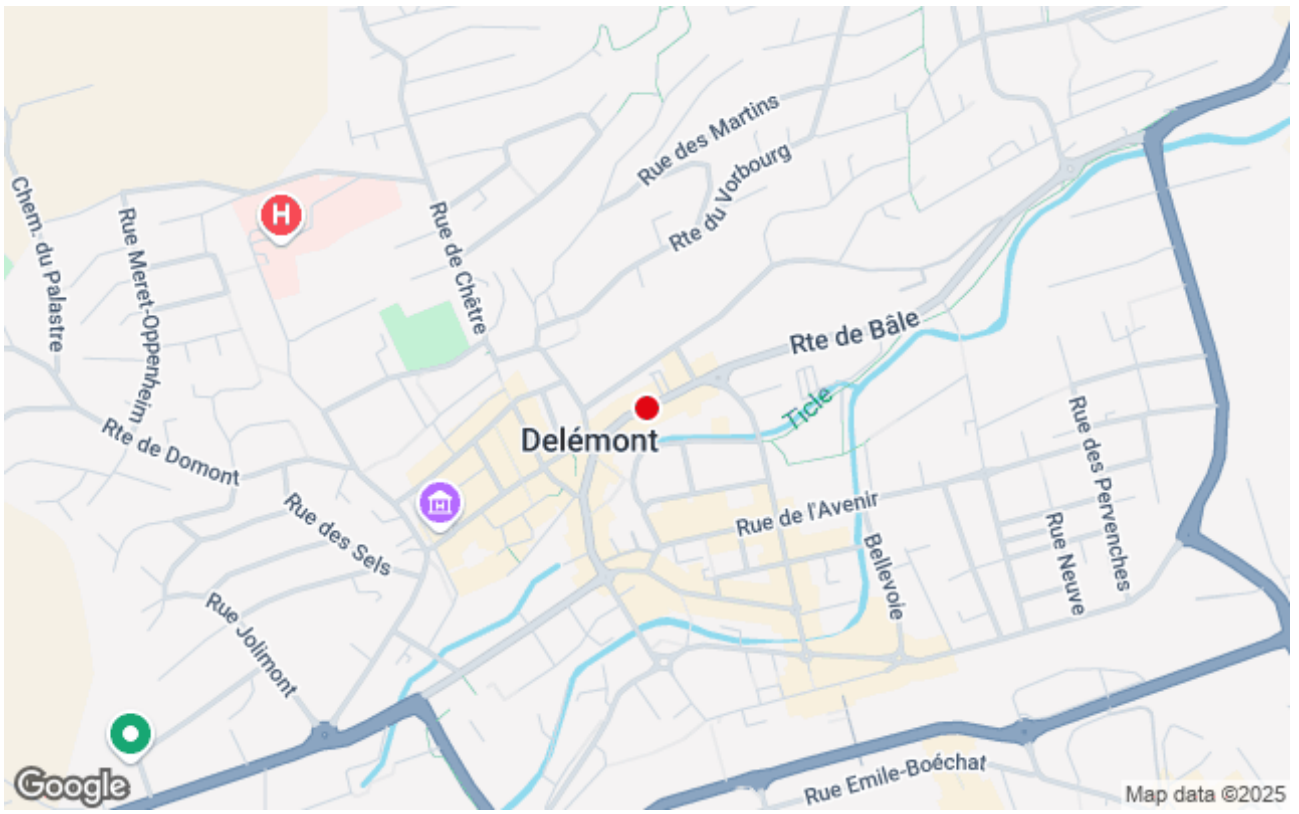 Rue des Martins
Rte du Vorbourg
Chem. du Palastre
Rue Meret-Oppenheim
H
Rue de Chêtre
Rte de Bâle
Ticle
Delémont
Rte de Domont
Rue des Sels
Rue de l'Avenir
Rue des Pervenches
Rue Neuve
Bellevoie
Rue Jolimont
Rue Emile-Boéchat
Google
Map data ©2025